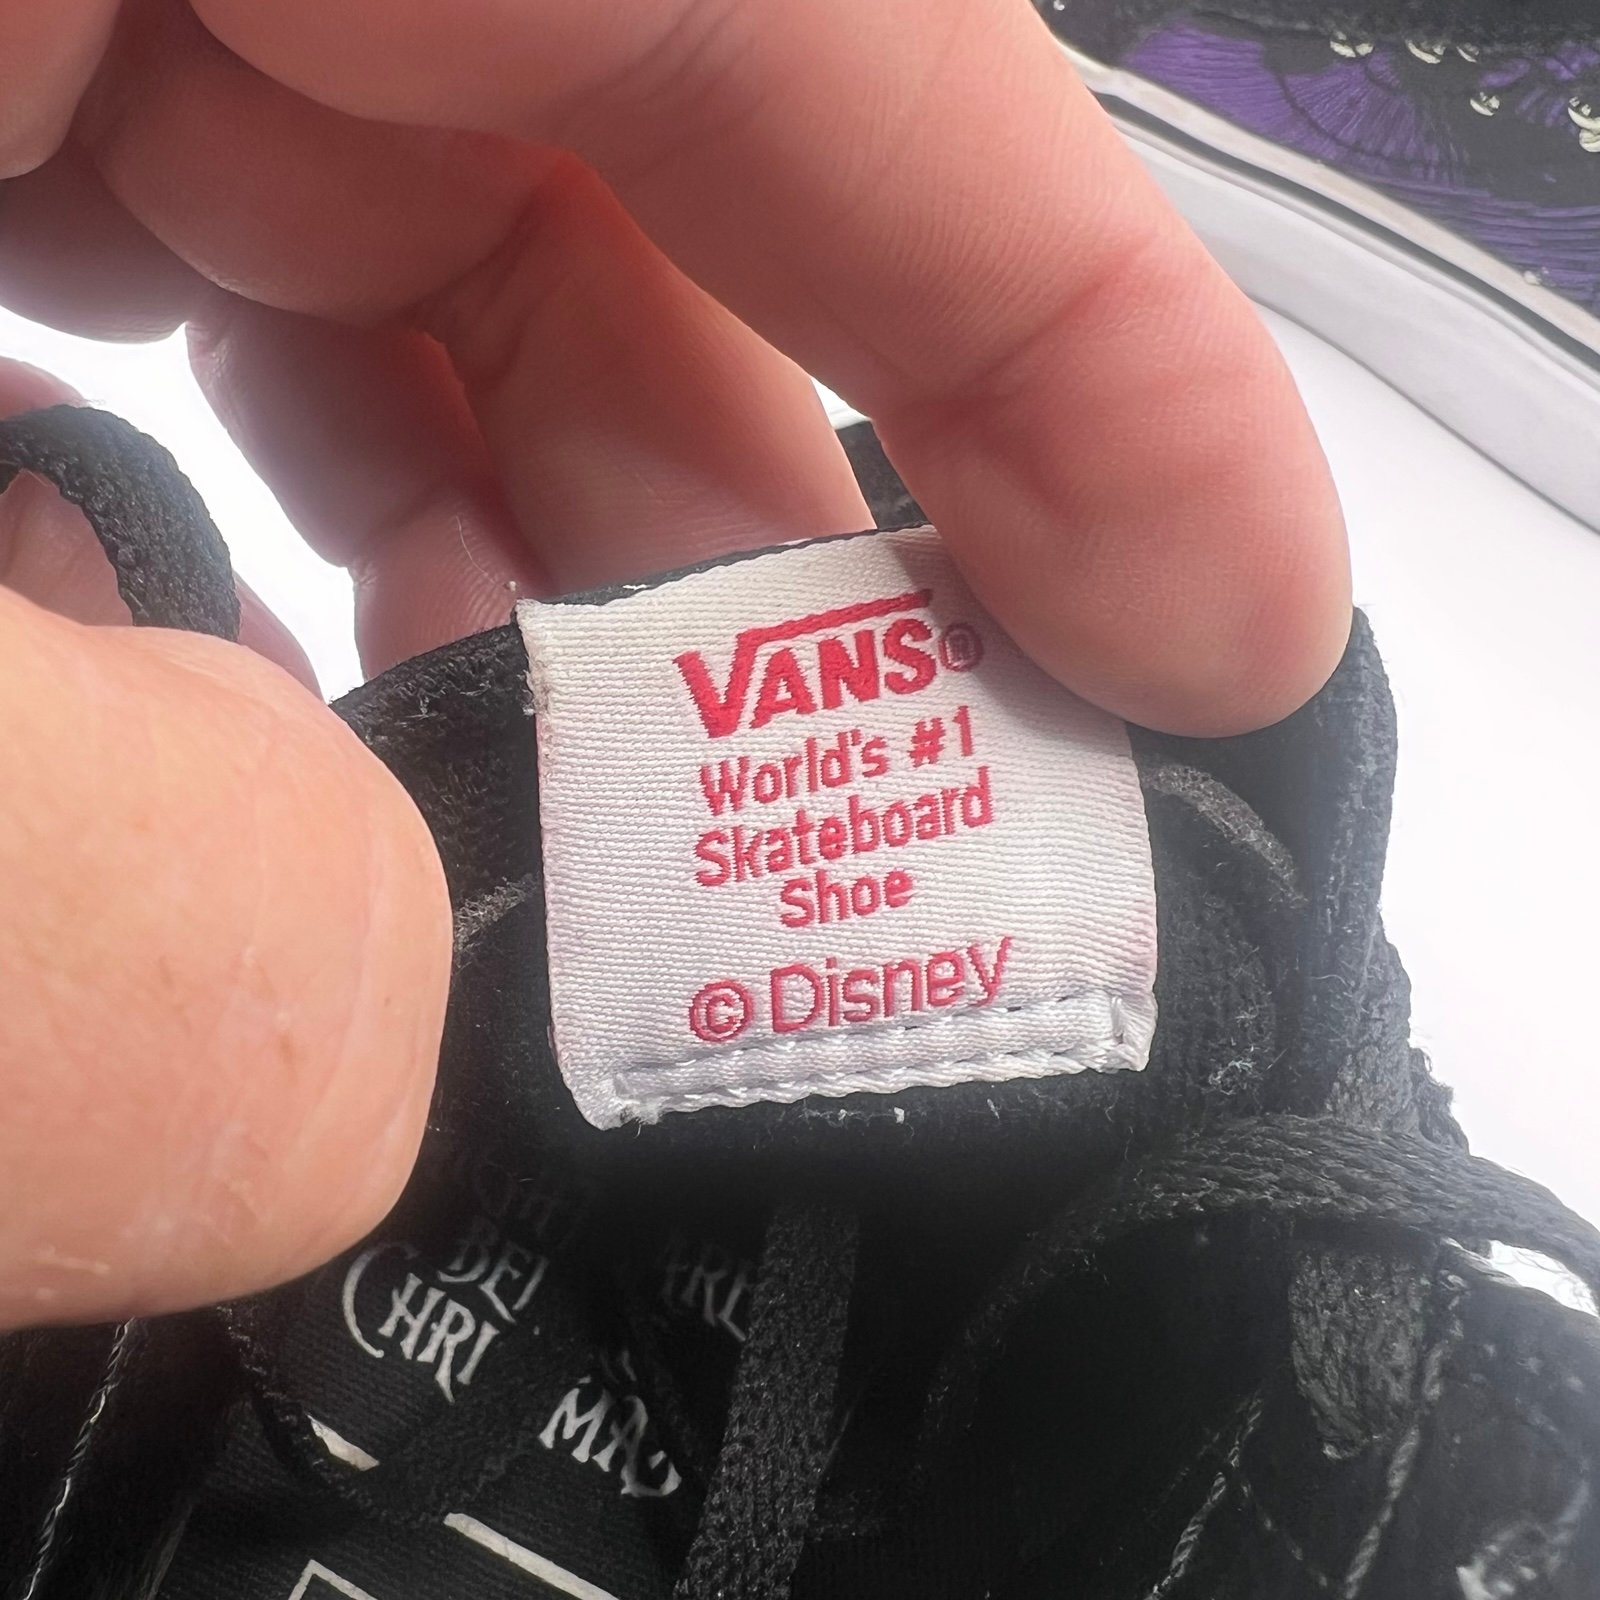 VANS®
World's #1
Skateboard
Shoe
© Disney